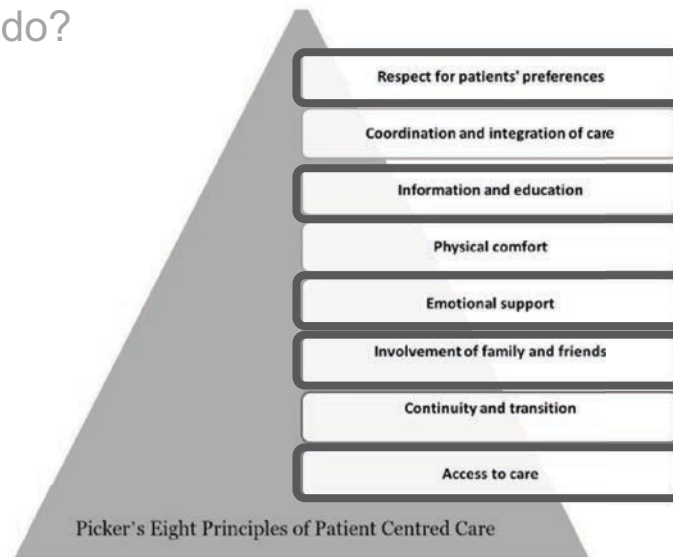 do?
Respect for patients' preferences
Coordination and integration of care
Information and education
Physical comfort
Emotional support
Involvement of family and friends
Continuity and transition
Access to care
Picker's Eight Principles of Patient Centred Care